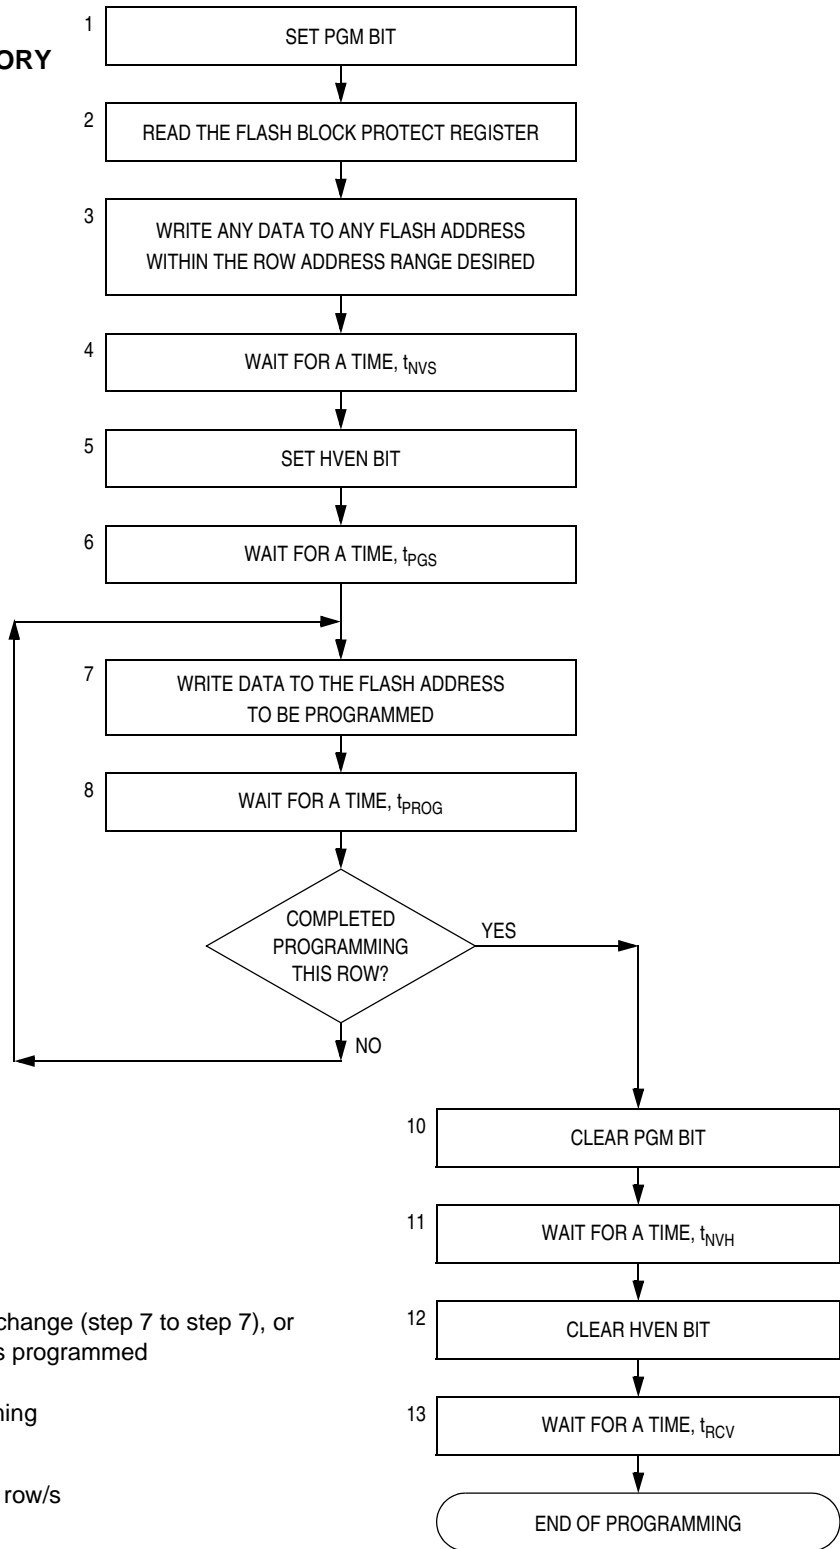 1
SET PGM BIT
ORY
2
READ THE FLASH BLOCK PROTECT REGISTER
3
WRITE ANY DATA TO ANY FLASH ADDRESS
WITHIN THE ROW ADDRESS RANGE DESIRED
4
WAIT FOR A TIME, tNVS
5
SET HVEN BIT
6
WAIT FOR A TIME, tPGS
7
WRITE DATA TO THE FLASH ADDRESS
TO BE PROGRAMMED
8
WAIT FOR A TIME, tPROG
COMPLETED
PROGRAMMING
THIS ROW?
YES
NO
10
CLEAR PGM BIT
11
WAIT FOR A TIME, tNVH
12
CLEAR HVEN BIT
13
WAIT FOR A TIME, tRCV
END OF PROGRAMMING
change (step 7 to step 7), or
s programmed
ning
row/s